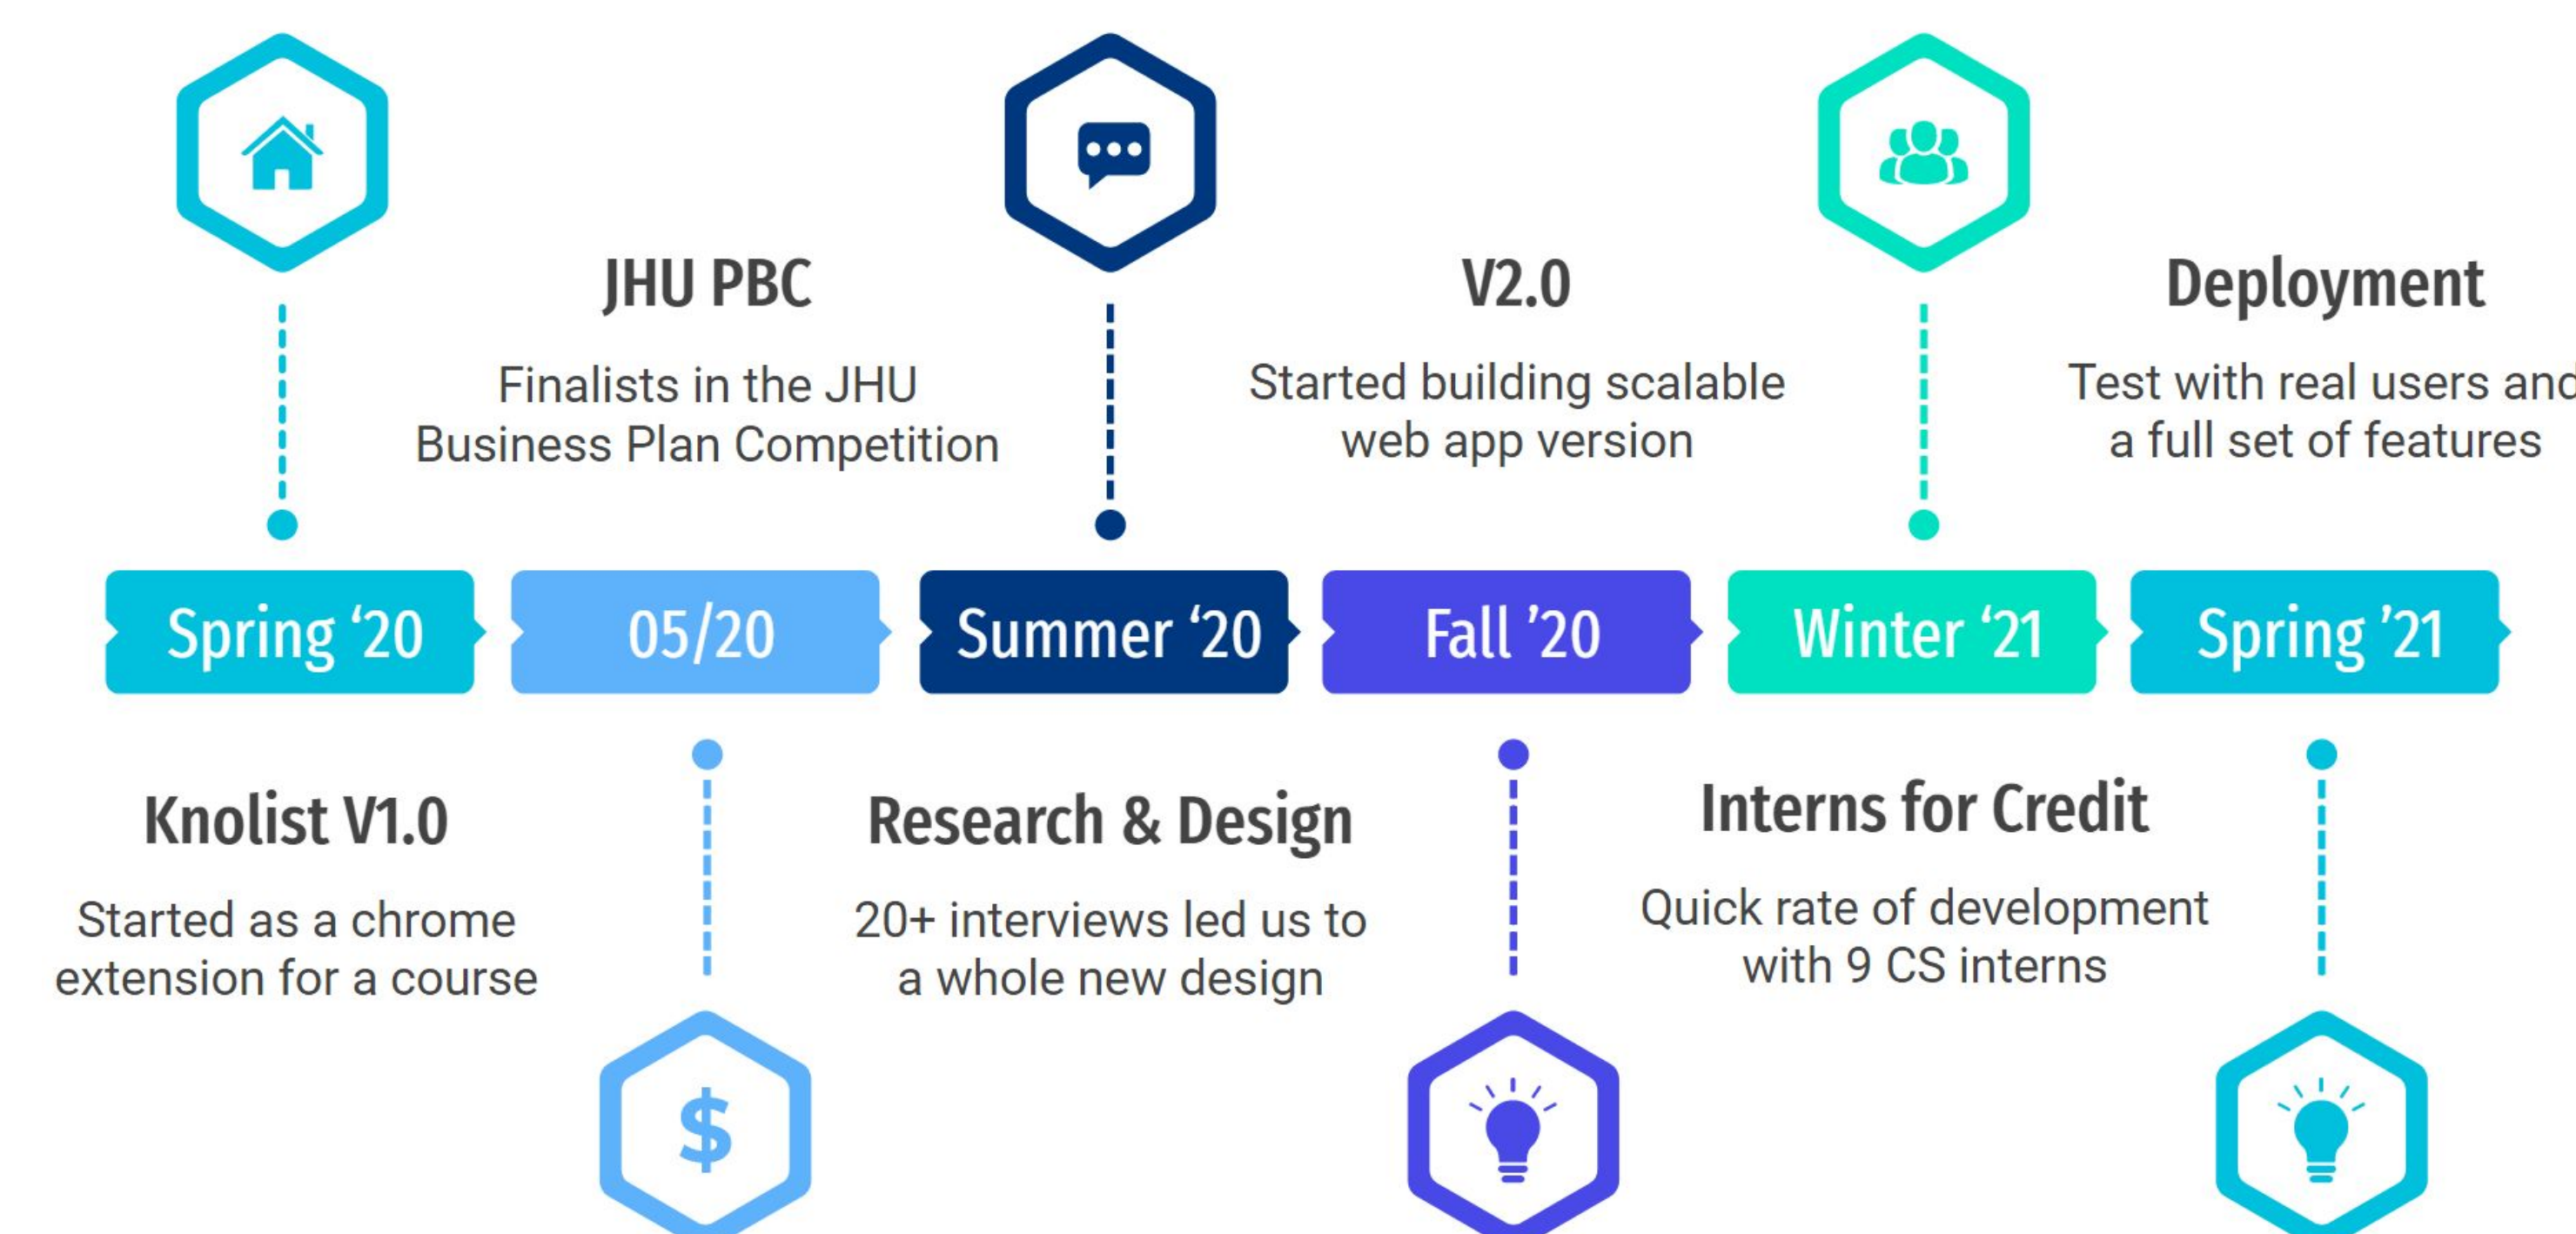 JHU PBC
Finalists in the JHU
Business Plan Competition
V2.0
Started building scalable
web app version
Deployment
Test with real users and
a full set of features
Spring ‘20
05/20
Summer ‘20
Fall ’20
Winter ‘21
Spring ’21
Knolist V1.0
Started as a chrome
extension for a course
Research & Design
20+ interviews led us to
a whole new design
Interns for Credit
Quick rate of development
with 9 CS interns
$